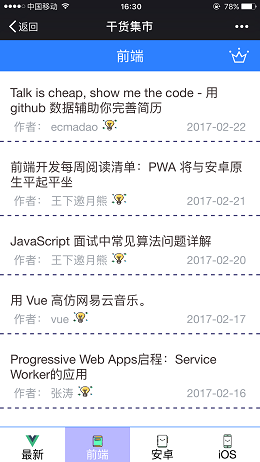 中国移动 16:30 78%
返回 干货集市
前端
Talk is cheap, show me the code - 用
github 数据辅助你完善简历
作者： ecmadao 2017-02-22
前端开发每周阅读清单：PWA 将与安卓原
生平起平坐
作者： 王下邀月熊 2017-02-21
JavaScript 面试中常见算法问题详解
作者： 王下邀月熊 2017-02-20
用 Vue 高仿网易云音乐。
作者： vue 2017-02-17
Progressive Web Apps启程：Service
Worker的应用
作者： 张涛 2017-02-16
最新 前端 安卓 iOS